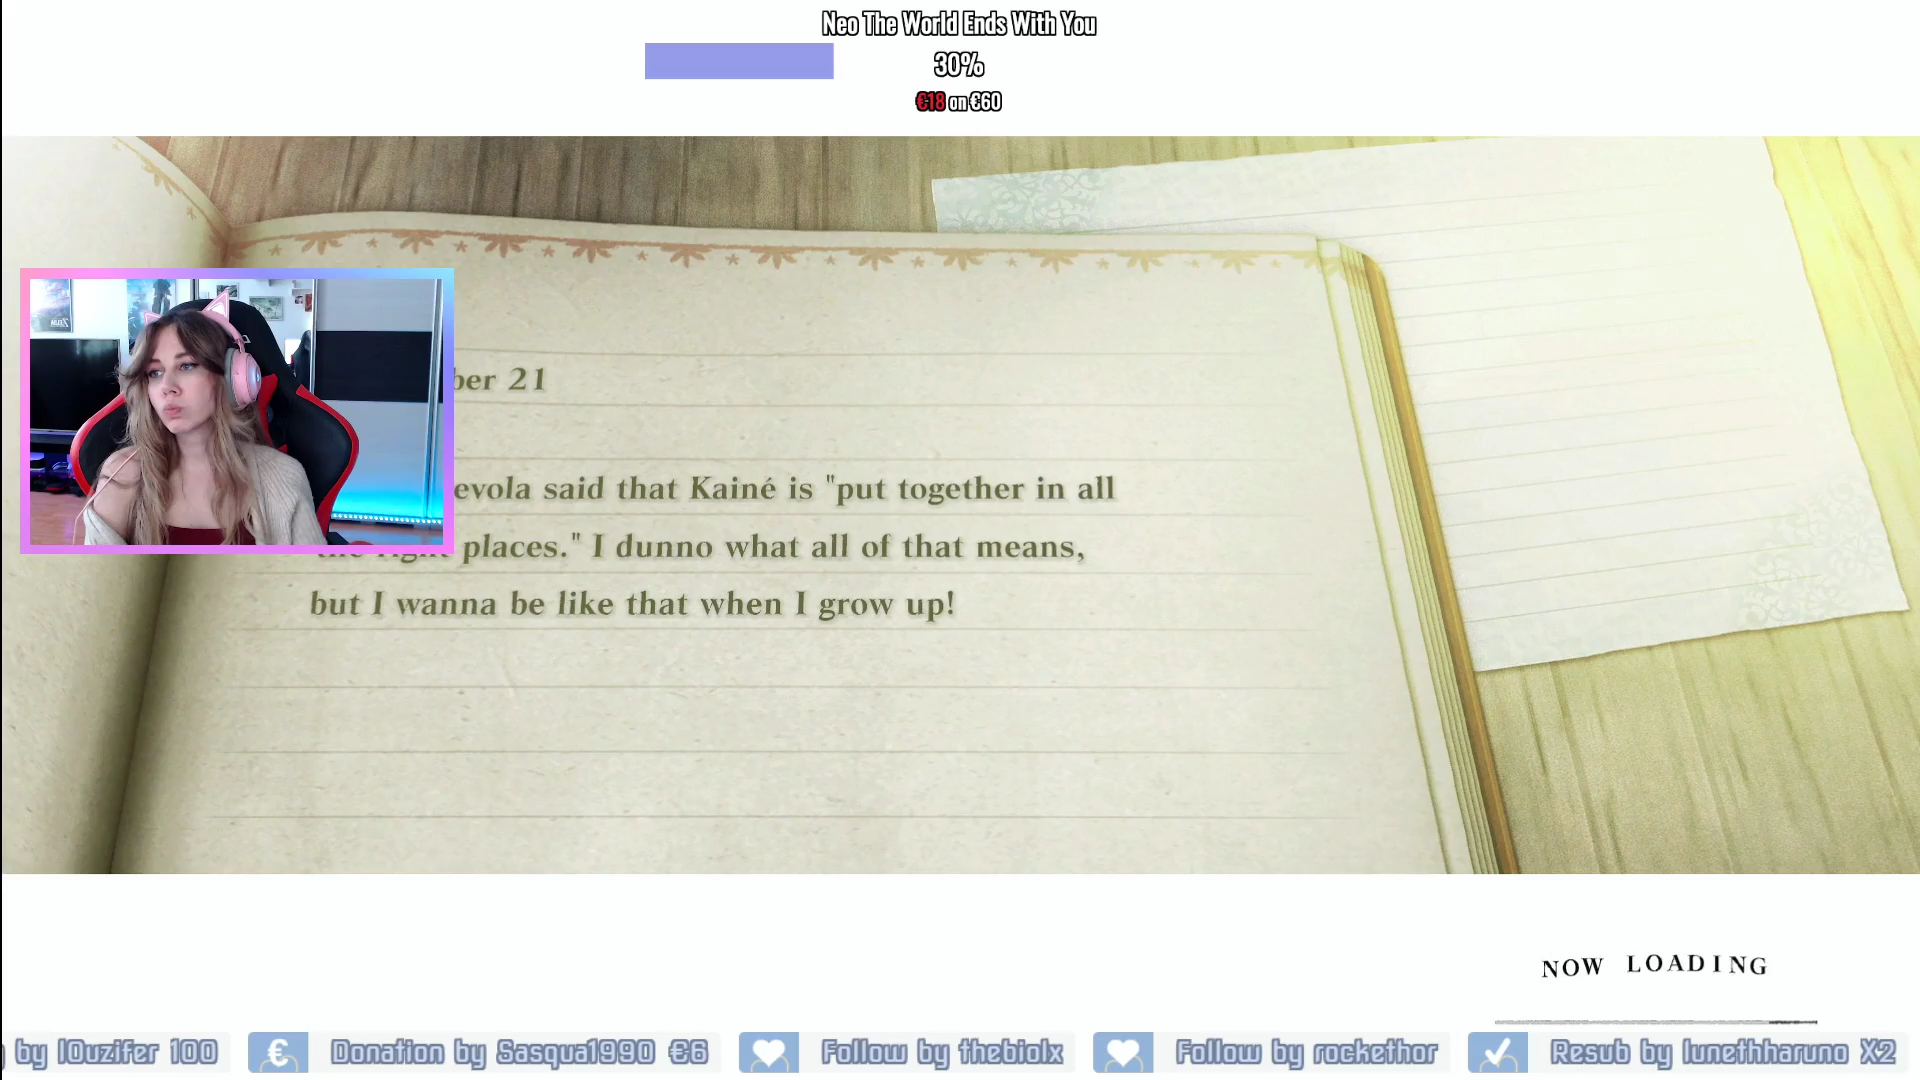 Neo The World Ends With You
30%
€18 on €60
ber 21
evola said that Kainé is "put together in all
the right places." I dunno what all of that means,
but I wanna be like that when I grow up!
NOW LOADING
by l0uzifer 100
Donation by Sasqua1990 €6
Follow by thebiolx
Follow by rockethor
Resub by lunethharuno X2